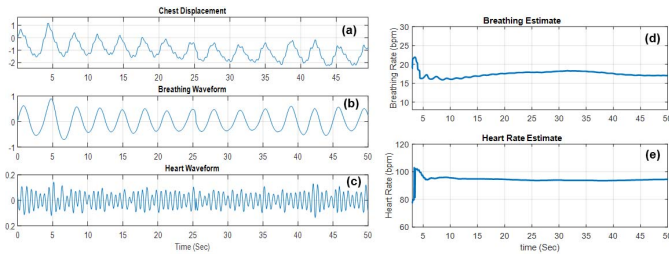 Chest Displacement
1
0
-1
-2
(a)
5 10 15 20 25 30 35 40 45
Breathing Waveform
1
0
-1
(b)
0 5 10 15 20 25 30 35 40 45 50
Heart Waveform
0.2
0
0.2
(c)
0 5 10 15 20 25 30 35 40 45 50
Time (Sec)
Breathing Estimate
Breathing Rate (bpm)
30
25
20
15
(d)
5 10 15 20 25 30 35 40 45 50
Heart Rate Estimate
Heart Rate (bpm)
120
100
80
60
(e)
5 10 15 20 25 30 35 40 45 50
time (Sec)